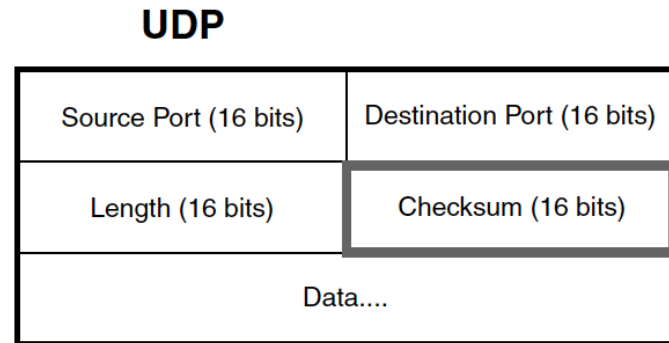 UDP
Source Port (16 bits)
Destination Port (16 bits)
Length (16 bits)
Checksum (16 bits)
Data....